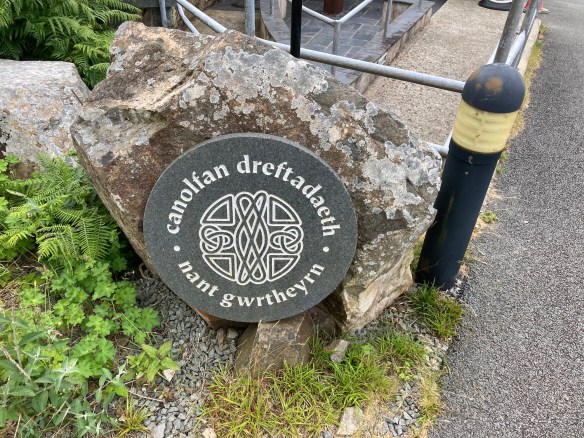 canolfan dreftadaeth
nant gwrtheyrn